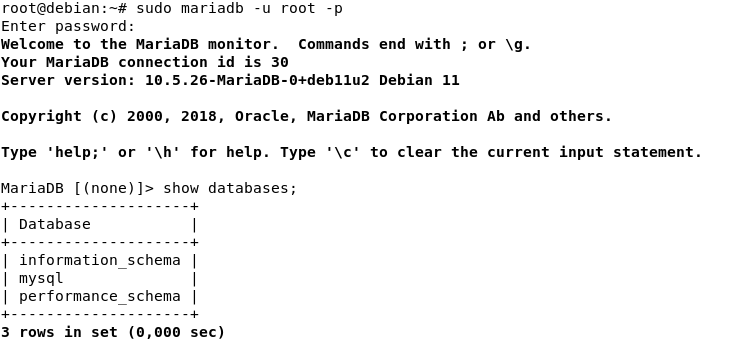 root@debian:~# sudo mariadb -u root -p
Enter password:
Welcome to the MariaDB monitor.  Commands end with ; or \g.
Your MariaDB connection id is 30
Server version: 10.5.26-MariaDB-0+deb11u2 Debian 11

Copyright (c) 2000, 2018, Oracle, MariaDB Corporation Ab and others.

Type 'help;' or '\h' for help. Type '\c' to clear the current input statement.

MariaDB [(none)]> show databases;
+--------------------+
| Database           |
+--------------------+
| information_schema |
| mysql              |
| performance_schema |
+--------------------+
3 rows in set (0,000 sec)